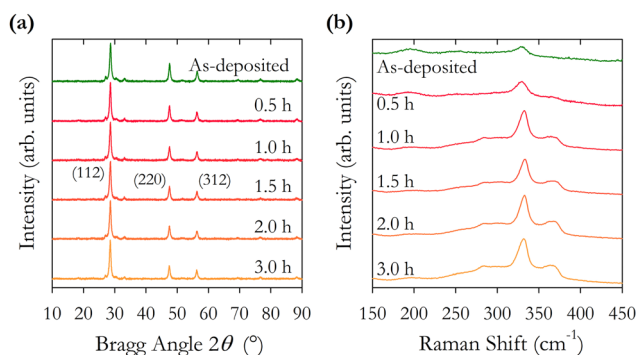 (a)
Intensity (arb. units)
As-deposited
0.5 h
1.0 h
(112)
(220)
(312)
1.5 h
2.0 h
3.0 h
10 20 30 40 50 60 70 80 90
Bragg Angle 2θ (°)
(b)
Intensity (arb. units)
As-deposited
0.5 h
1.0 h
1.5 h
2.0 h
3.0 h
150 200 250 300 350 400 450
Raman Shift (cm⁻¹)